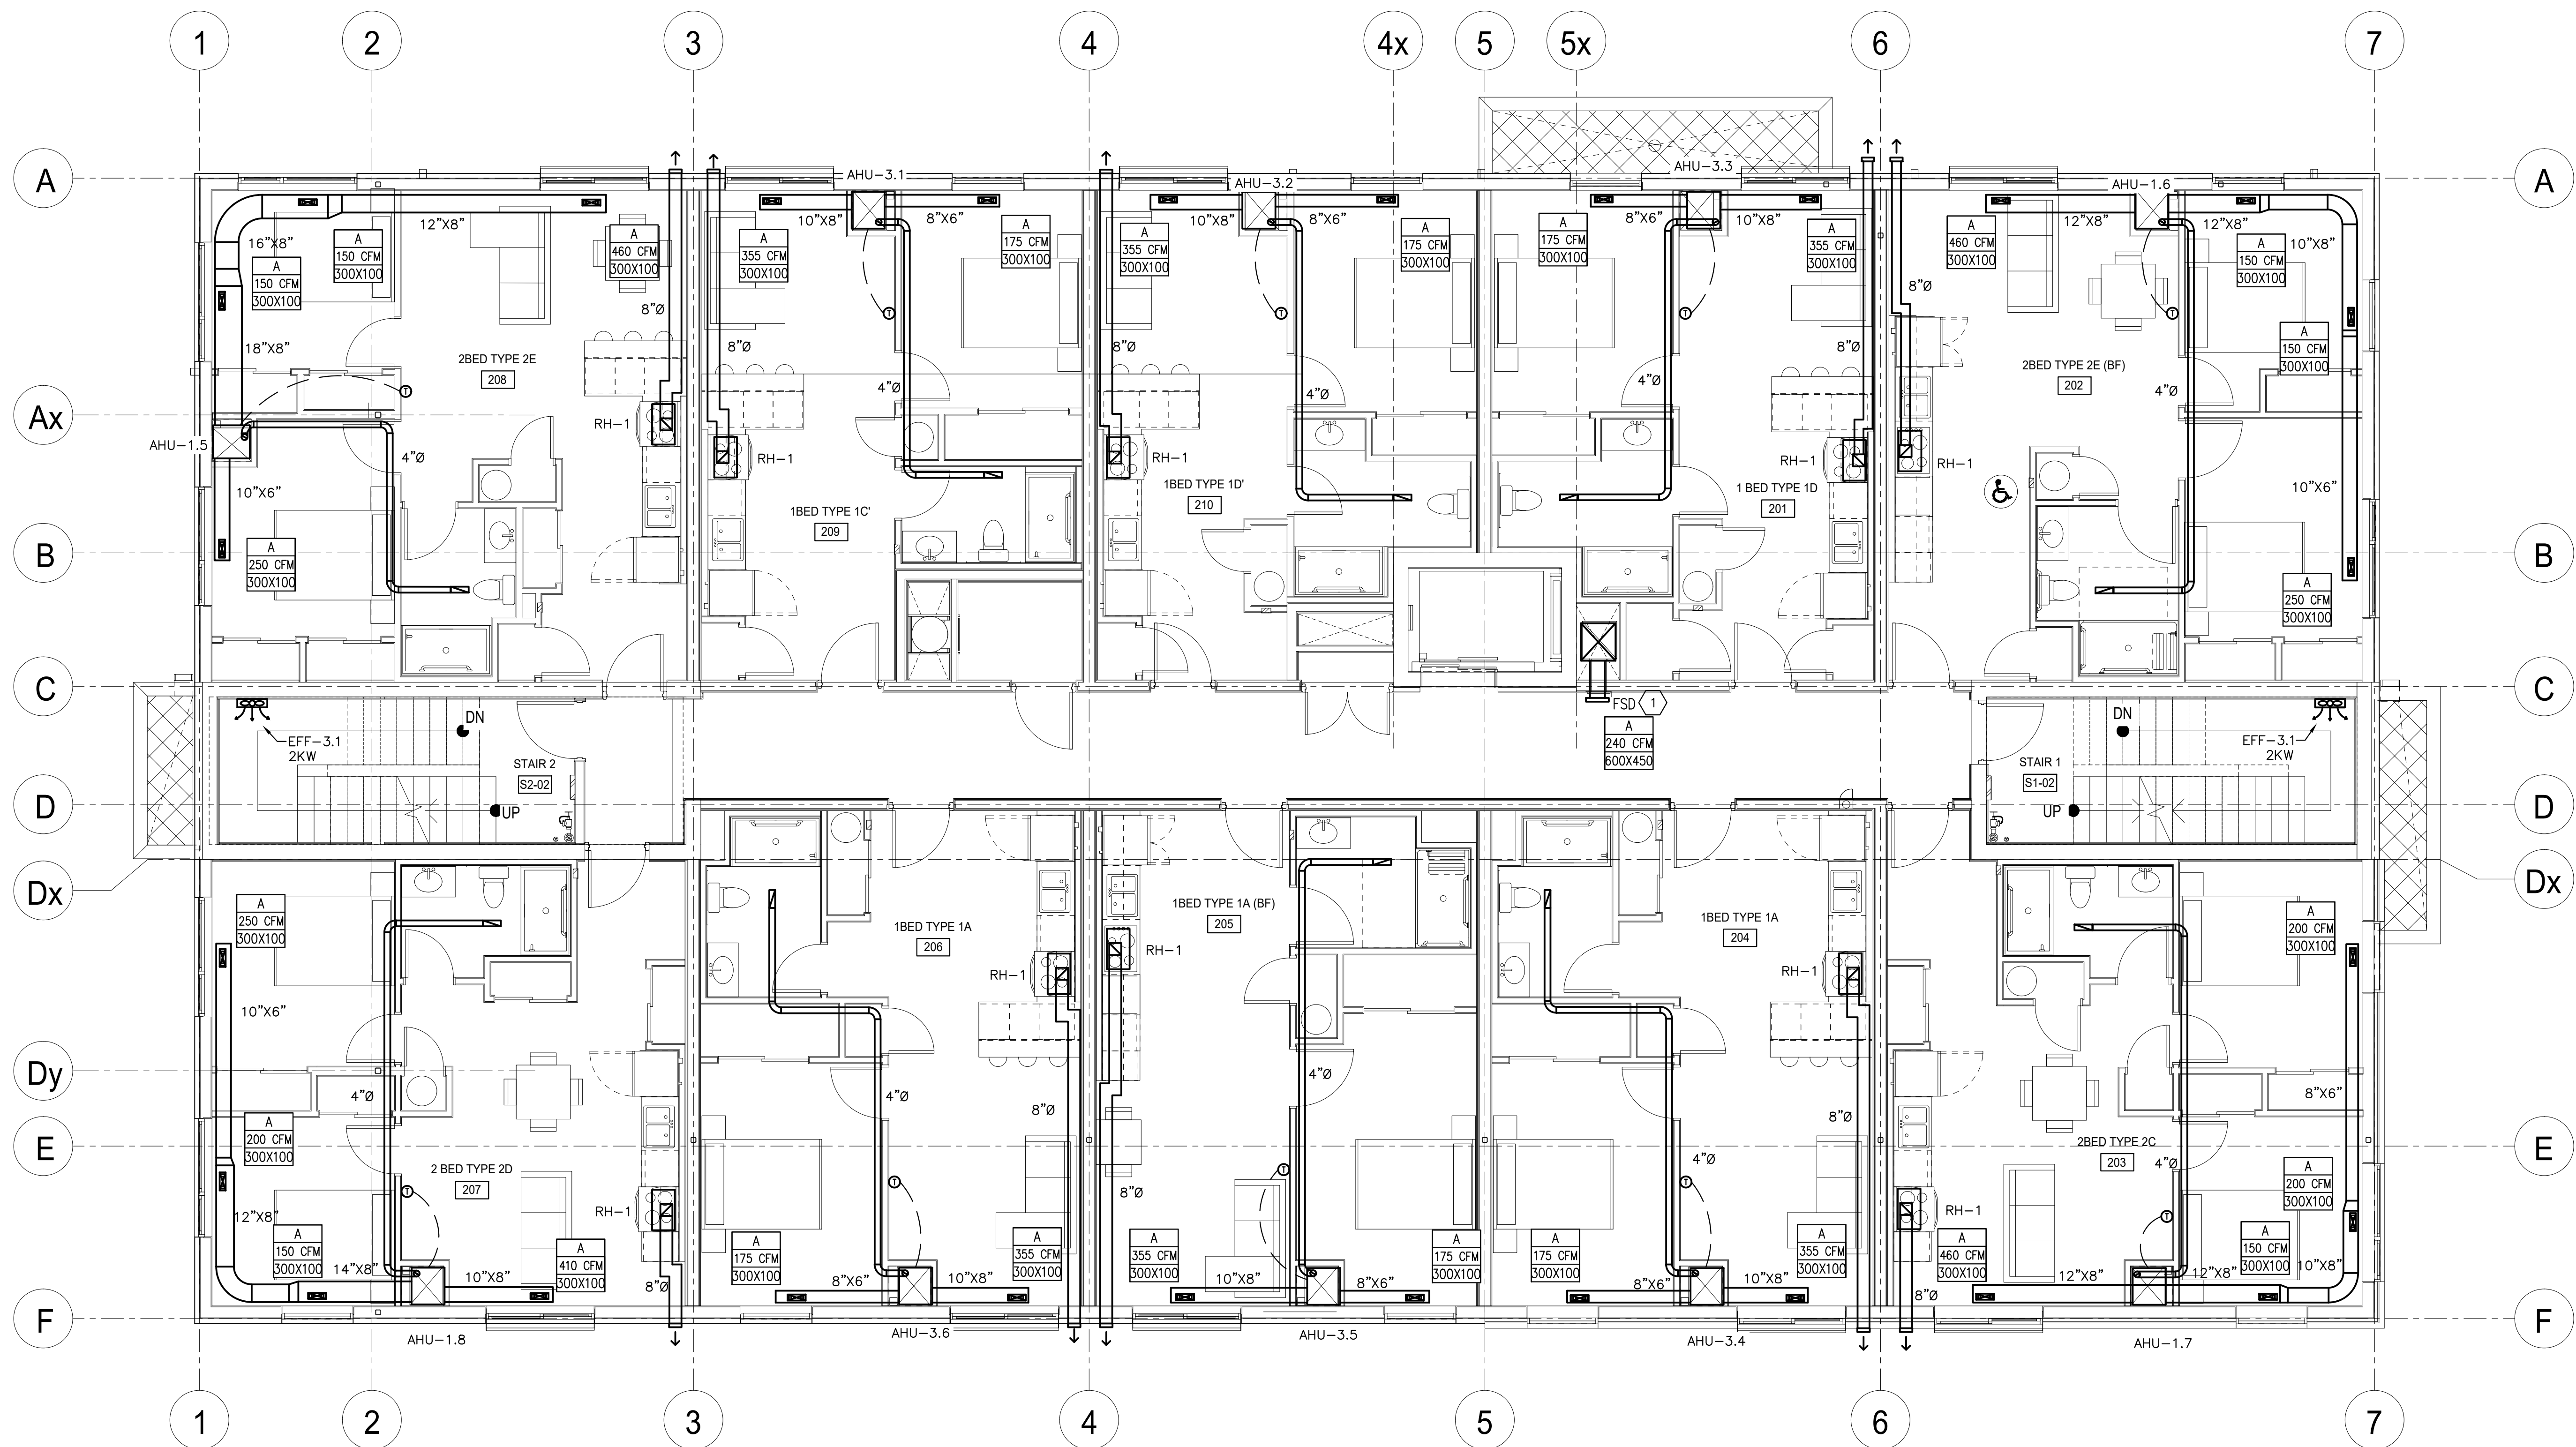 1
2
3
4
4x
5
5x
6
7
A
A
AHU-3.1
AHU-3.2
AHU-3.3
AHU-1.6
16"X8"
12"X8"
10"X8"
8"X6"
10"X8"
8"X6"
8"X6"
10"X8"
12"X8"
12"X8"
10"X8"
A
150 CFM
300X100
A
150 CFM
300X100
A
460 CFM
300X100
A
355 CFM
300X100
A
175 CFM
300X100
A
355 CFM
300X100
A
175 CFM
300X100
A
175 CFM
300X100
A
355 CFM
300X100
A
460 CFM
300X100
A
150 CFM
300X100
A
150 CFM
300X100
18"X8"
8"Ø
8"Ø
8"Ø
8"Ø
8"Ø
T
T
T
T
T
2BED TYPE 2E
208
2BED TYPE 2E (BF)
202
4"Ø
4"Ø
4"Ø
4"Ø
Ax
AHU-1.5
4"Ø
RH-1
RH-1
RH-1
RH-1
RH-1
10"X6"
10"X6"
1BED TYPE 1C'
209
1BED TYPE 1D'
210
1 BED TYPE 1D
201
B
B
A
250 CFM
300X100
A
250 CFM
300X100
C
C
FSD
1
A
240 CFM
600X450
DN
EFF-3.1
2KW
STAIR 2
S2-02
UP
DN
EFF-3.1
2KW
STAIR 1
S1-02
UP
D
D
Dx
Dx
A
250 CFM
300X100
1BED TYPE 1A
206
1BED TYPE 1A (BF)
205
1BED TYPE 1A
204
A
200 CFM
300X100
RH-1
RH-1
RH-1
10"X6"
Dy
4"Ø
4"Ø
4"Ø
8"X6"
8"Ø
8"Ø
E
E
A
200 CFM
300X100
2 BED TYPE 2D
207
T
T
T
4"Ø
T
2BED TYPE 2C
203
4"Ø
T
A
200 CFM
300X100
8"Ø
RH-1
RH-1
12"X8"
A
150 CFM
300X100
A
410 CFM
300X100
A
175 CFM
300X100
A
355 CFM
300X100
A
355 CFM
300X100
A
175 CFM
300X100
A
175 CFM
300X100
A
355 CFM
300X100
A
460 CFM
300X100
A
150 CFM
300X100
14"X8"
10"X8"
8"Ø
8"X6"
10"X8"
10"X8"
8"X6"
8"X6"
10"X8"
8"Ø
12"X8"
12"X8"
10"X8"
F
F
AHU-1.8
AHU-3.6
AHU-3.5
AHU-3.4
AHU-1.7
1
2
3
4
5
6
7